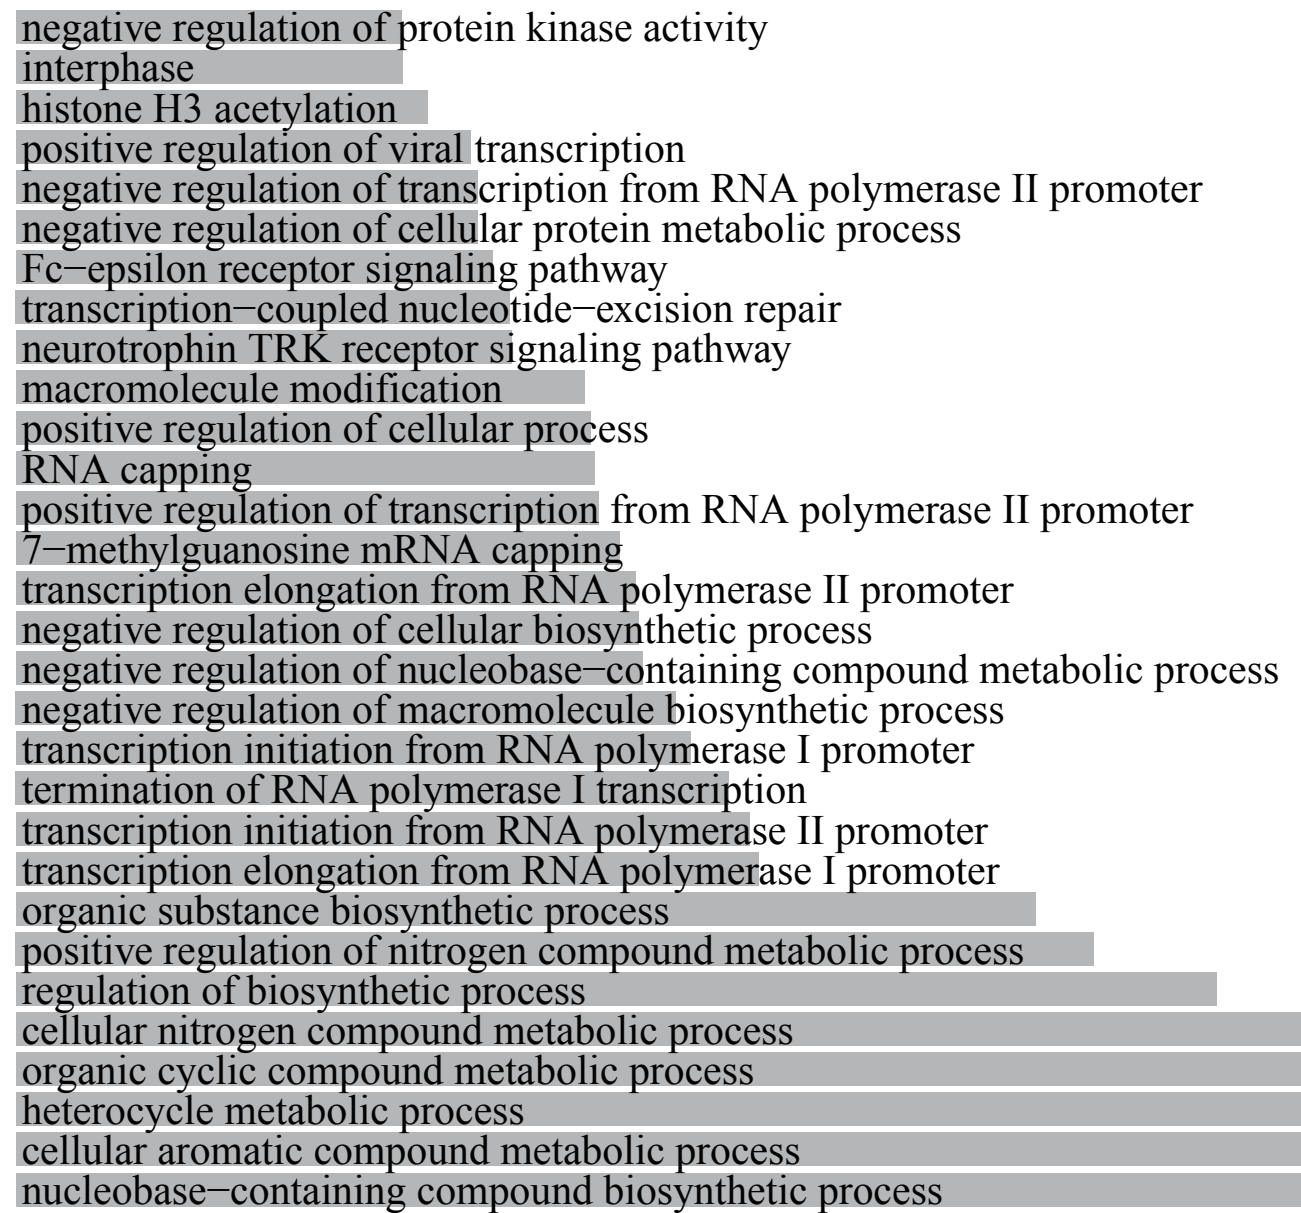 negative regulation of protein kinase activity
interphase
histone H3 acetylation
positive regulation of viral transcription
negative regulation of transcription from RNA polymerase II promoter
negative regulation of cellular protein metabolic process
Fc−epsilon receptor signaling pathway
transcription−coupled nucleotide−excision repair
neurotrophin TRK receptor signaling pathway
macromolecule modification
positive regulation of cellular process
RNA capping
positive regulation of transcription from RNA polymerase II promoter
7−methylguanosine mRNA capping
transcription elongation from RNA polymerase II promoter
negative regulation of cellular biosynthetic process
negative regulation of nucleobase−containing compound metabolic process
negative regulation of macromolecule biosynthetic process
transcription initiation from RNA polymerase I promoter
termination of RNA polymerase I transcription
transcription initiation from RNA polymerase II promoter
transcription elongation from RNA polymerase I promoter
organic substance biosynthetic process
positive regulation of nitrogen compound metabolic process
regulation of biosynthetic process
cellular nitrogen compound metabolic process
organic cyclic compound metabolic process
heterocycle metabolic process
cellular aromatic compound metabolic process
nucleobase−containing compound biosynthetic process